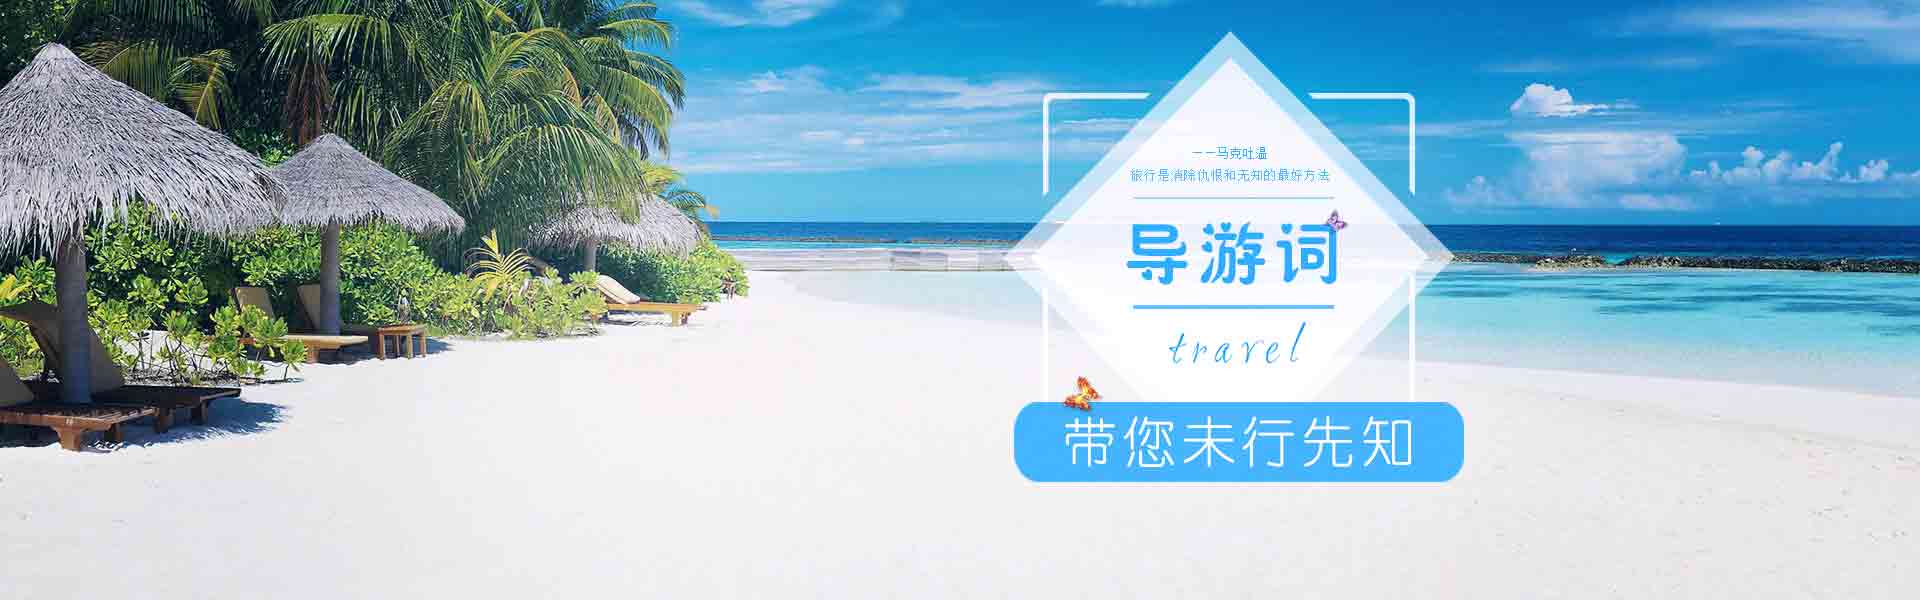 ——马克吐温
旅行是消除仇恨和无知的最好方法
导游词
travel
带您未行先知